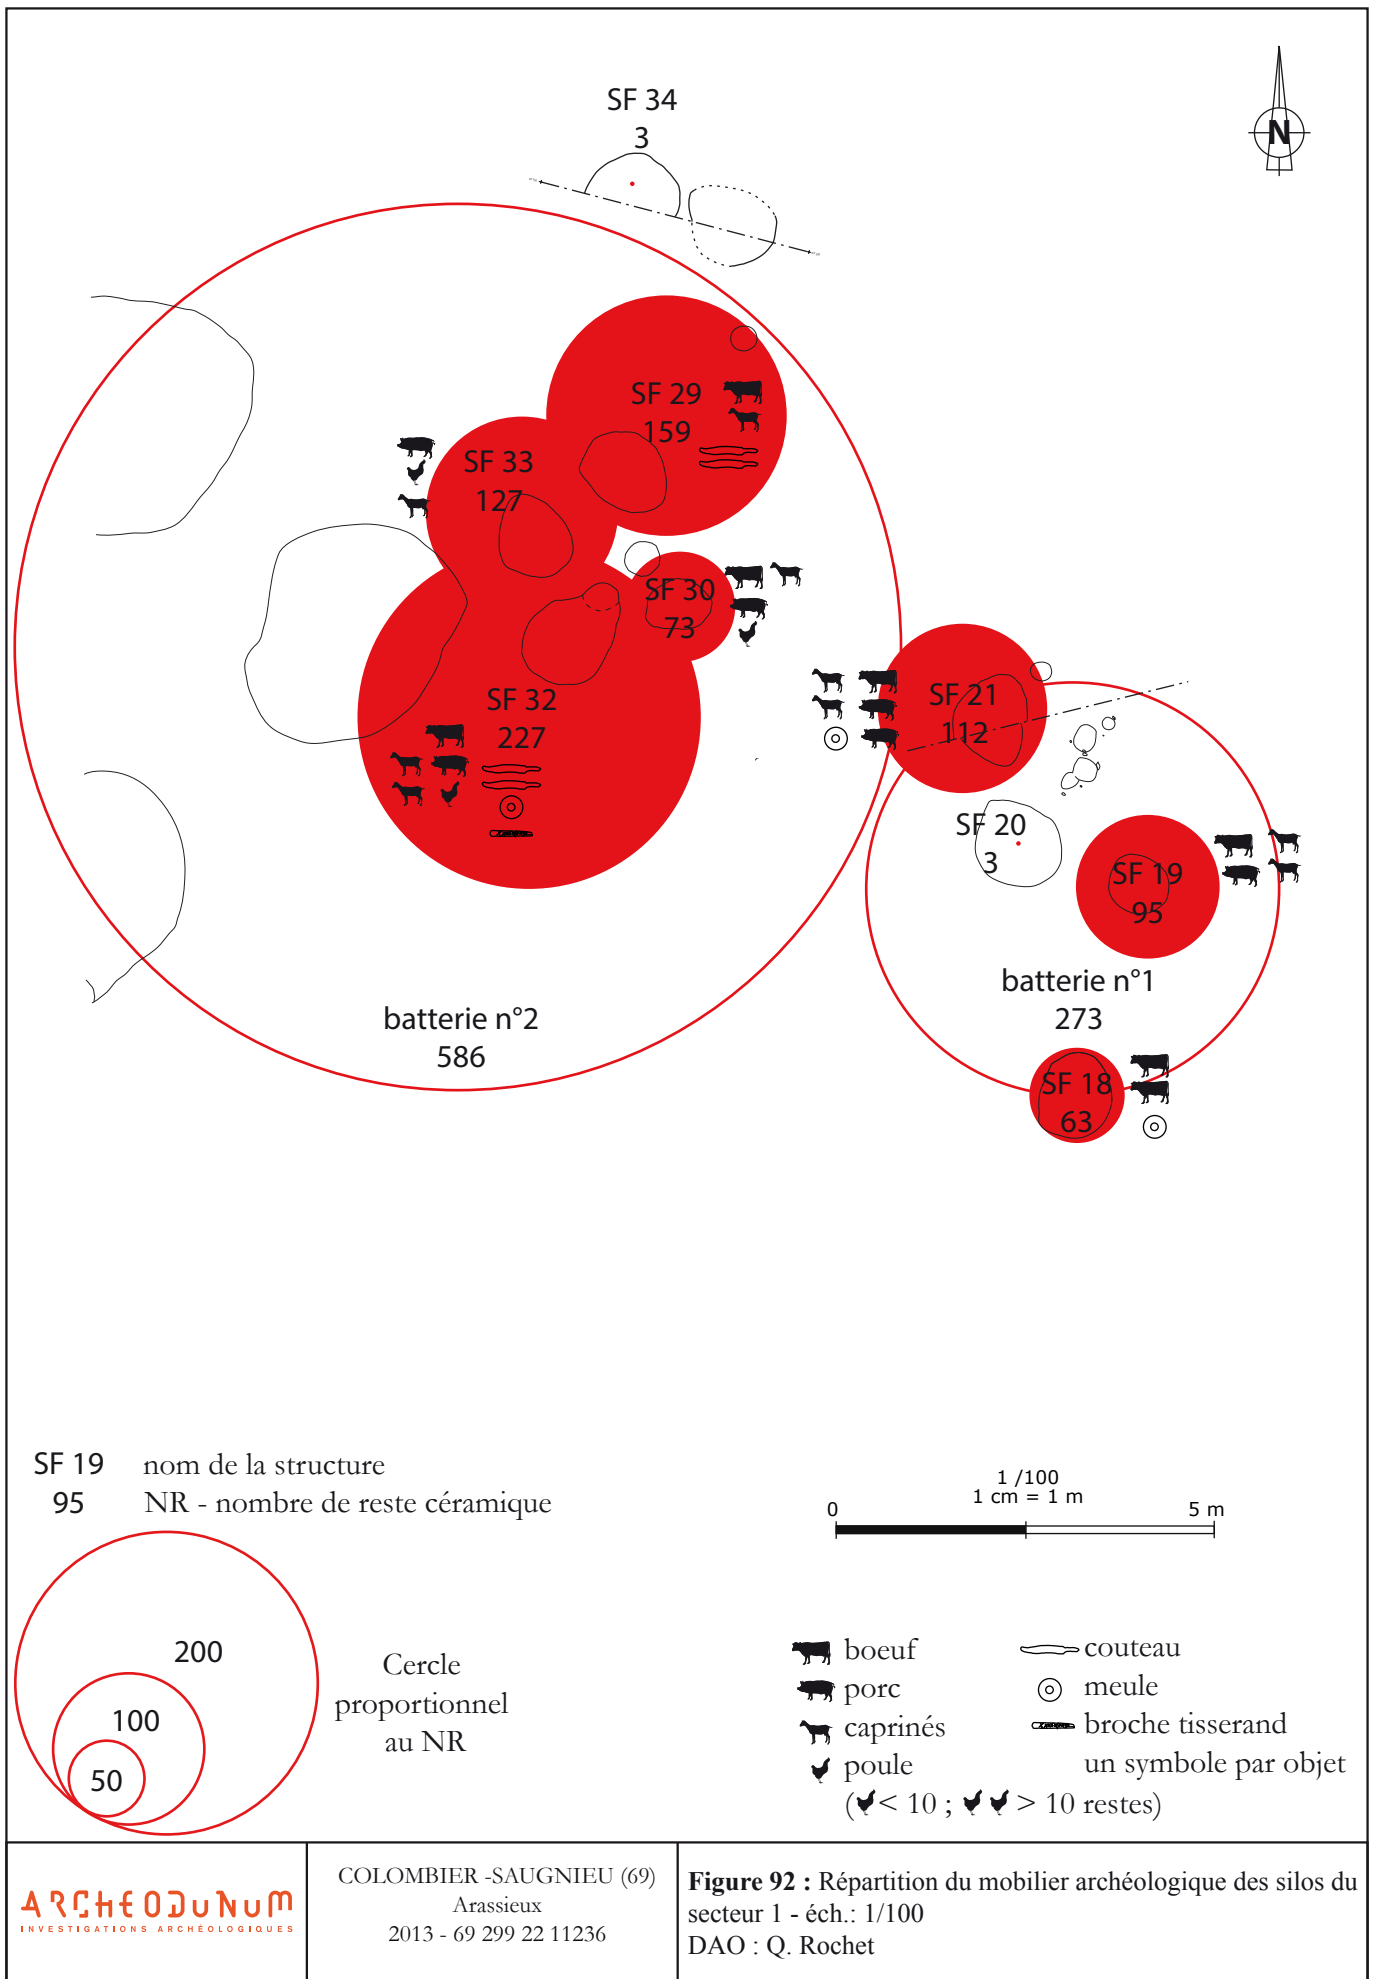 SF 34
3
N
SF 29
159
SF 33
127
SF 30
73
SF 32
227
SF 21
112
SF 20
3
SF 19
95
batterie n°1
273
batterie n°2
586
SF 18
63
SF 19 nom de la structure
95 NR - nombre de reste céramique
200
100
50
Cercle
proportionnel
au NR
1 /100
1 cm = 1 m
0 5 m
boeuf
porc
caprinés
poule
(< 10 ; > 10 restes)
couteau
meule
broche tisserand
un symbole par objet
ARCHEODUNUM
INVESTIGATIONS ARCHÉOLOGIQUES
COLOMBIER -SAUGNIEU (69)
Arassieux
2013 - 69 299 22 11236
Figure 92 : Répartition du mobilier archéologique des silos du
secteur 1 - éch.: 1/100
DAO : Q. Rochet